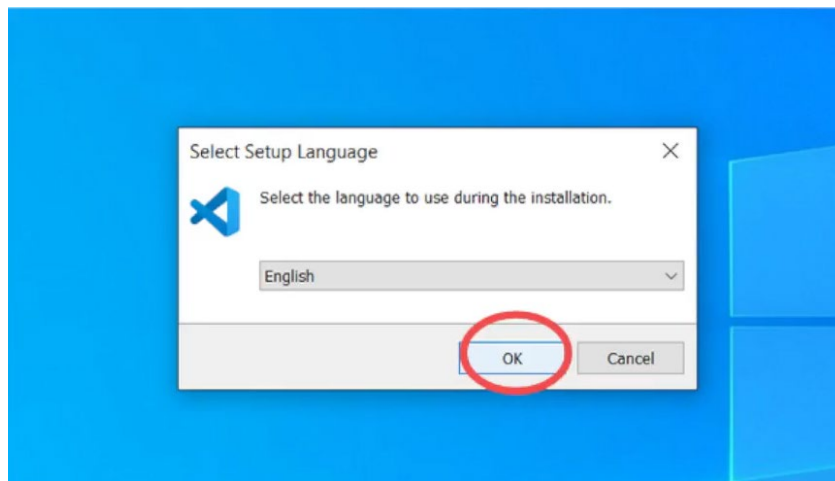 Select Setup Language
Select the language to use during the installation.
English
OK
Cancel